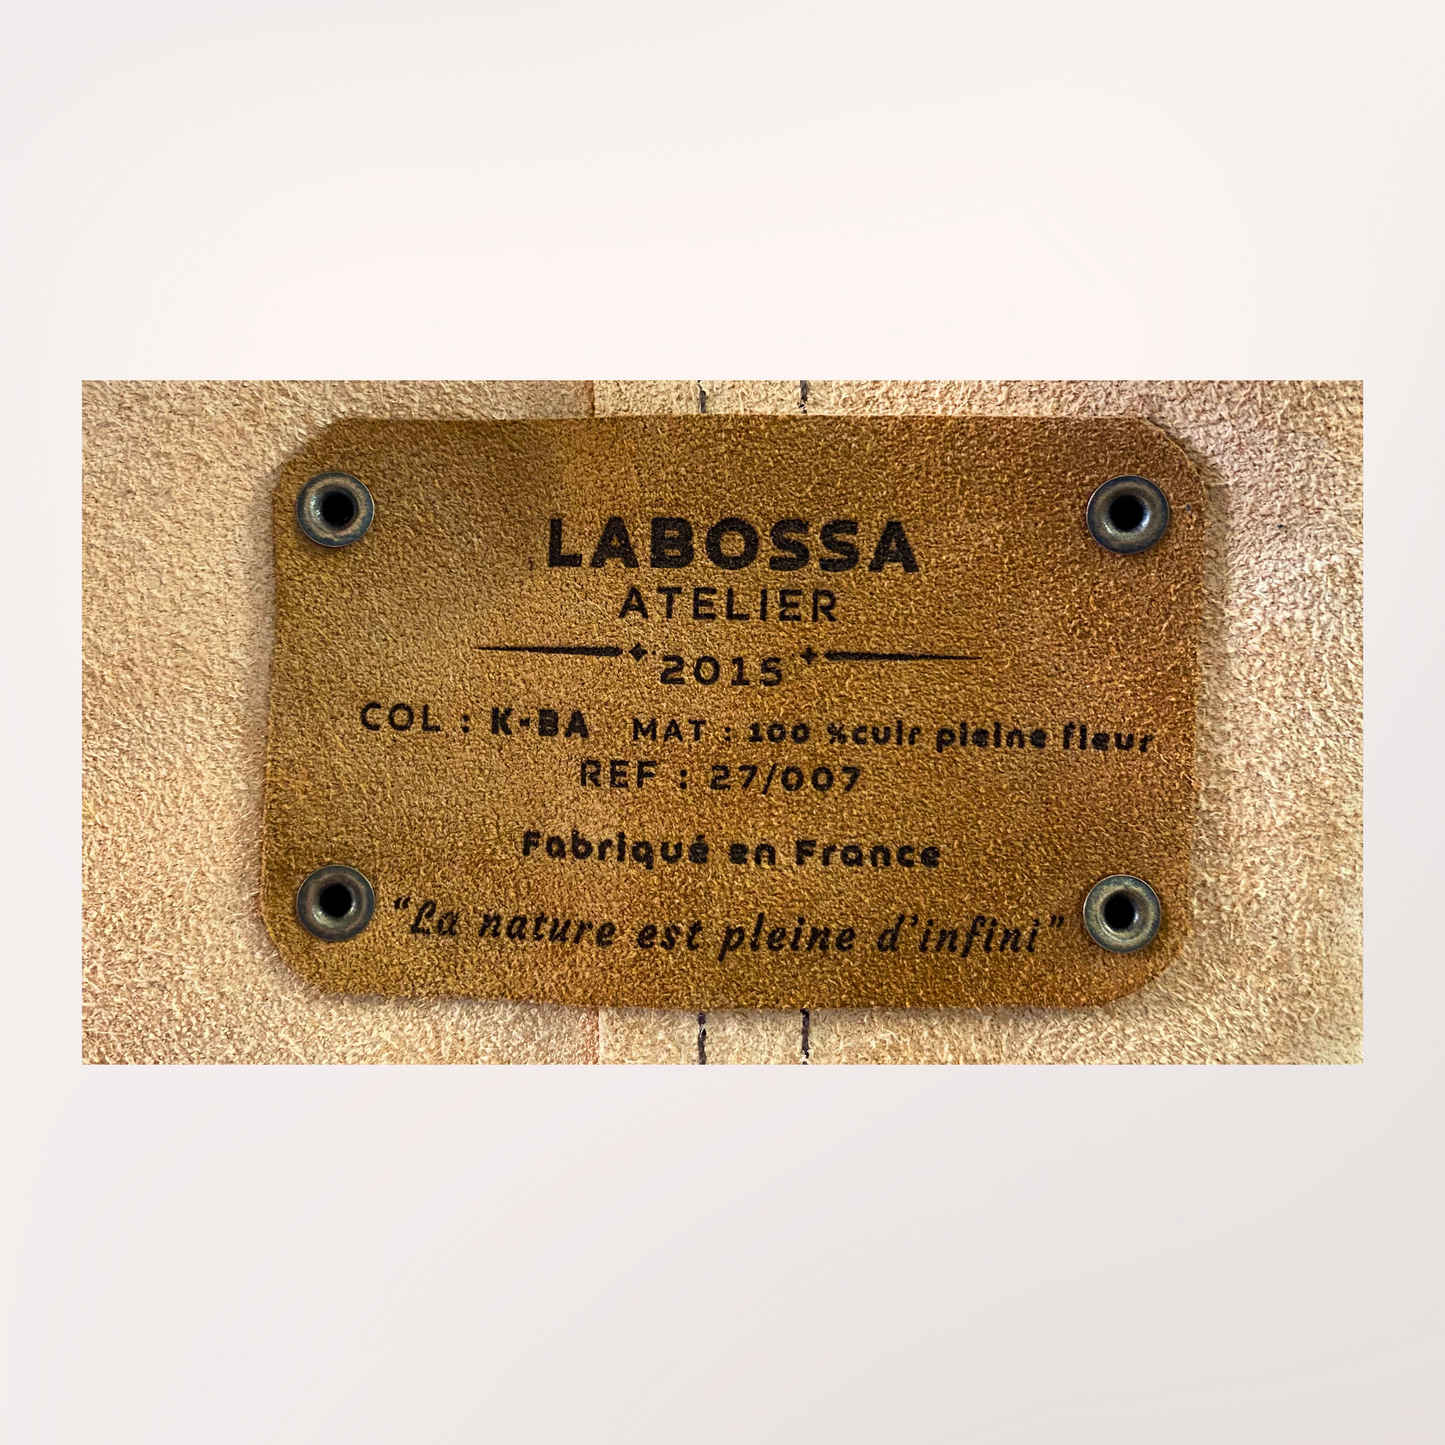 LABOSSA
ATELIER
2015
COL : K-BA MAT : 100 %cuir pleine fleur
REF : 27/007
Fabriqué en France
“La nature est pleine d’infini”